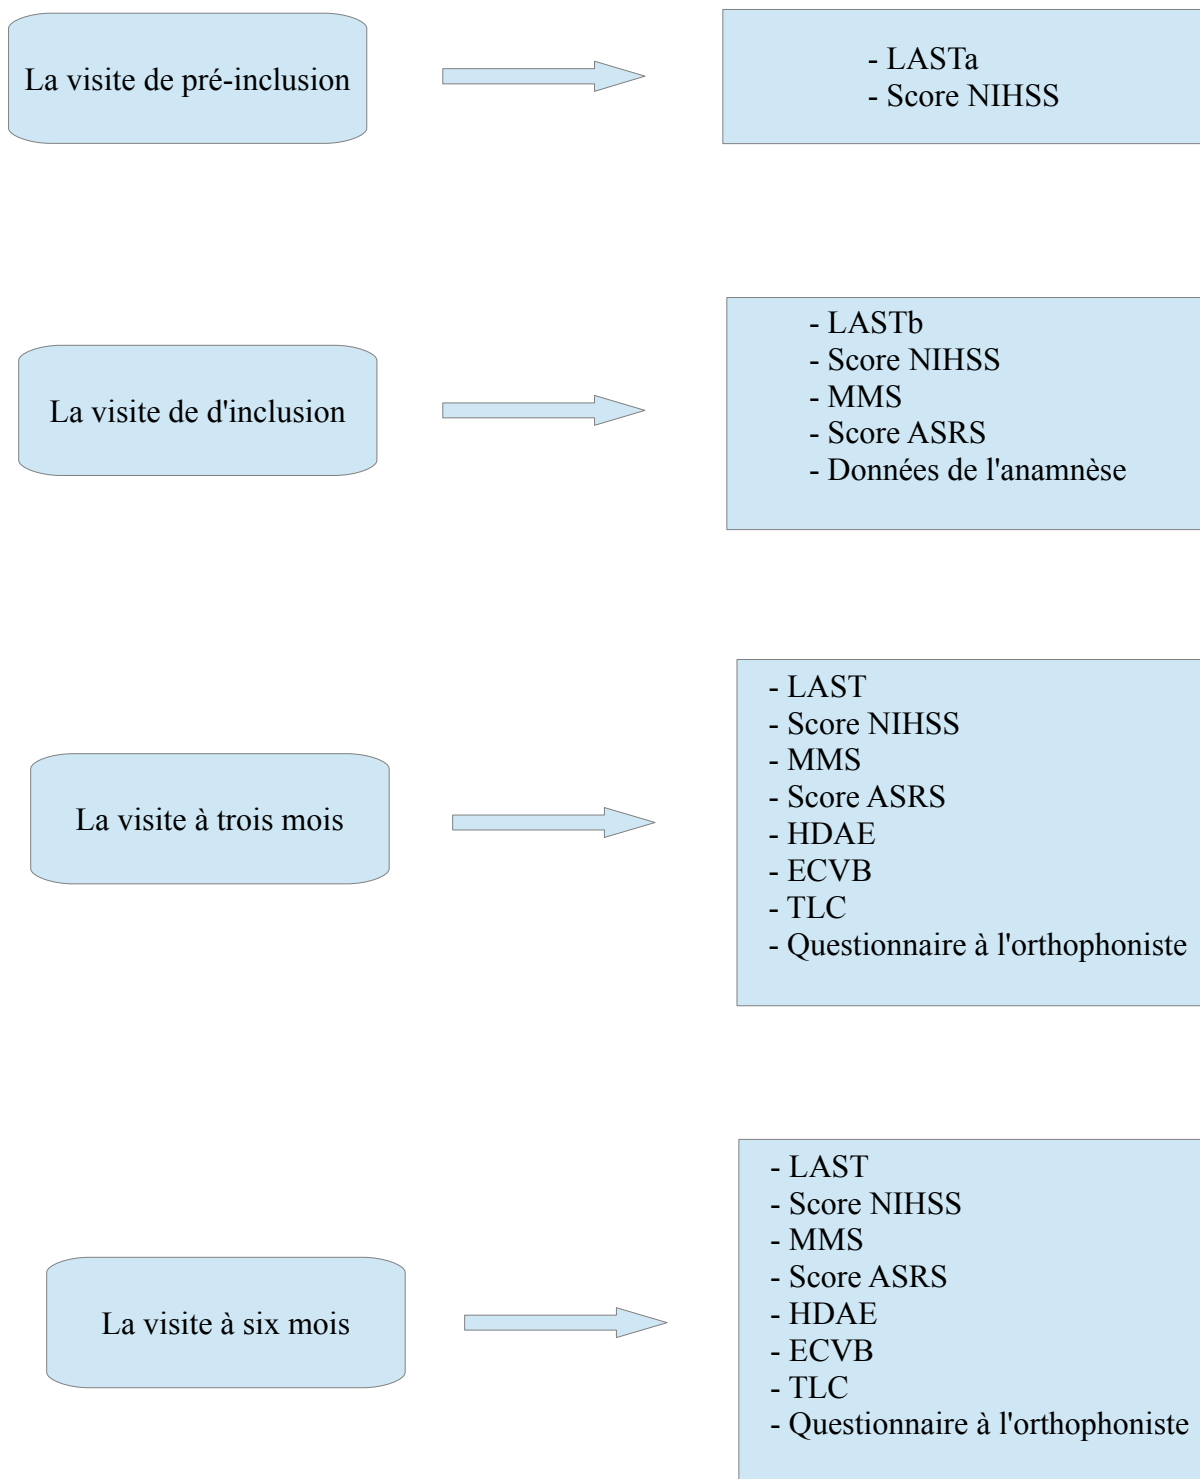 La visite de pré-inclusion
- LASTa
- Score NIHSS
La visite de d'inclusion
- LASTb
- Score NIHSS
- MMS
- Score ASRS
- Données de l'anamnèse
La visite à trois mois
- LAST
- Score NIHSS
- MMS
- Score ASRS
- HDAE
- ECVB
- TLC
- Questionnaire à l'orthophoniste
La visite à six mois
- LAST
- Score NIHSS
- MMS
- Score ASRS
- HDAE
- ECVB
- TLC
- Questionnaire à l'orthophoniste